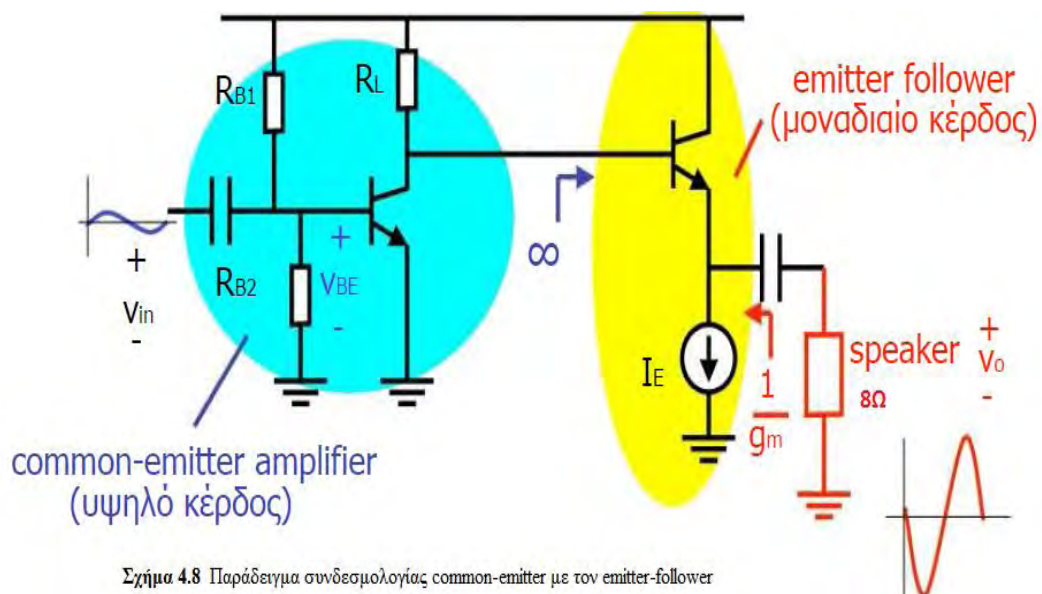 RB1
RL
emitter follower
(μοναδιαίο κέρδος)
∞
+
Vin
-
RB2
+
VBE
-
IE
1
gm
speaker
8Ω
+
Vo
-
common-emitter amplifier
(υψηλό κέρδος)
Σχήμα 4.8 Παράδειγμα συνδεσμολογίας common-emitter με τον emitter-follower